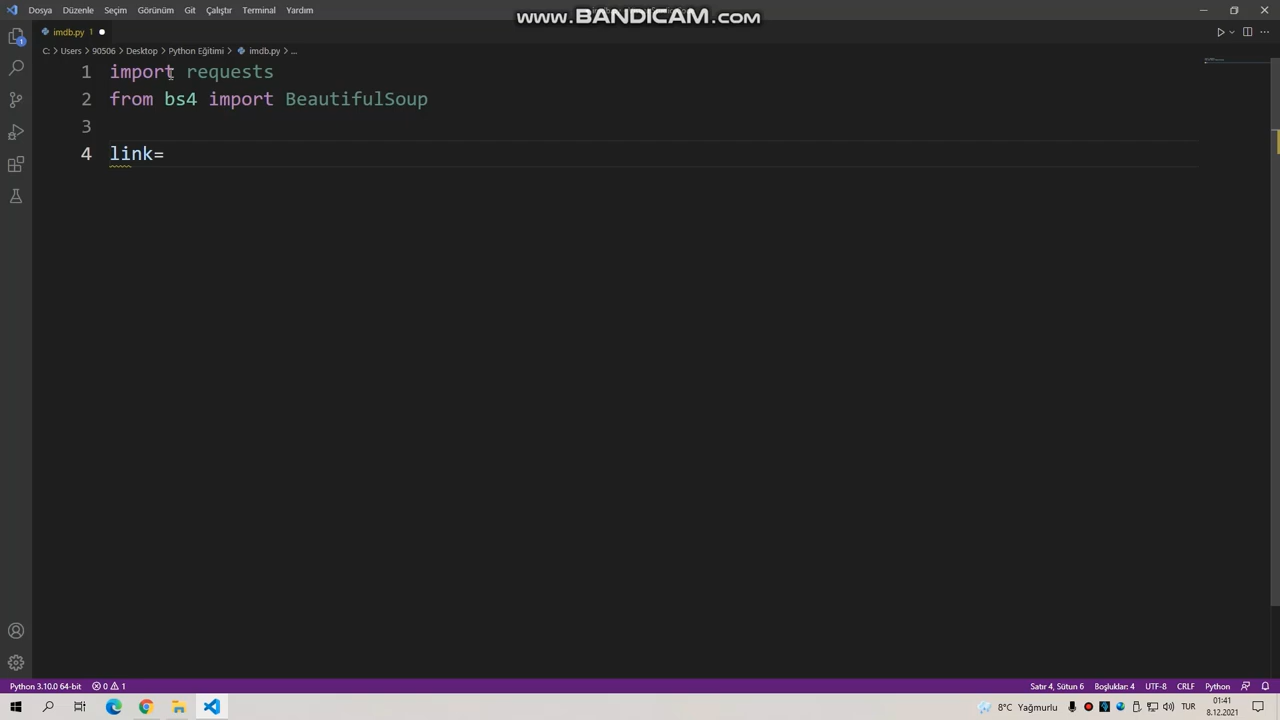 Dosya Düzenle Seçim Görünüm Git Çalıştır Terminal Yardım
www.BANDICAM.com
imdb.py 1
C: > Users > 90506 > Desktop > Python Eğitimi > imdb.py > ...
1 import requests
2 from bs4 import BeautifulSoup
3
4 link=
1
Python 3.10.0 64-bit 0 1 Satır 4, Sütun 6 Boşluklar: 4 UTF-8 CRLF Python
8°C Yağmurlu TUR 01:41
8.12.2021